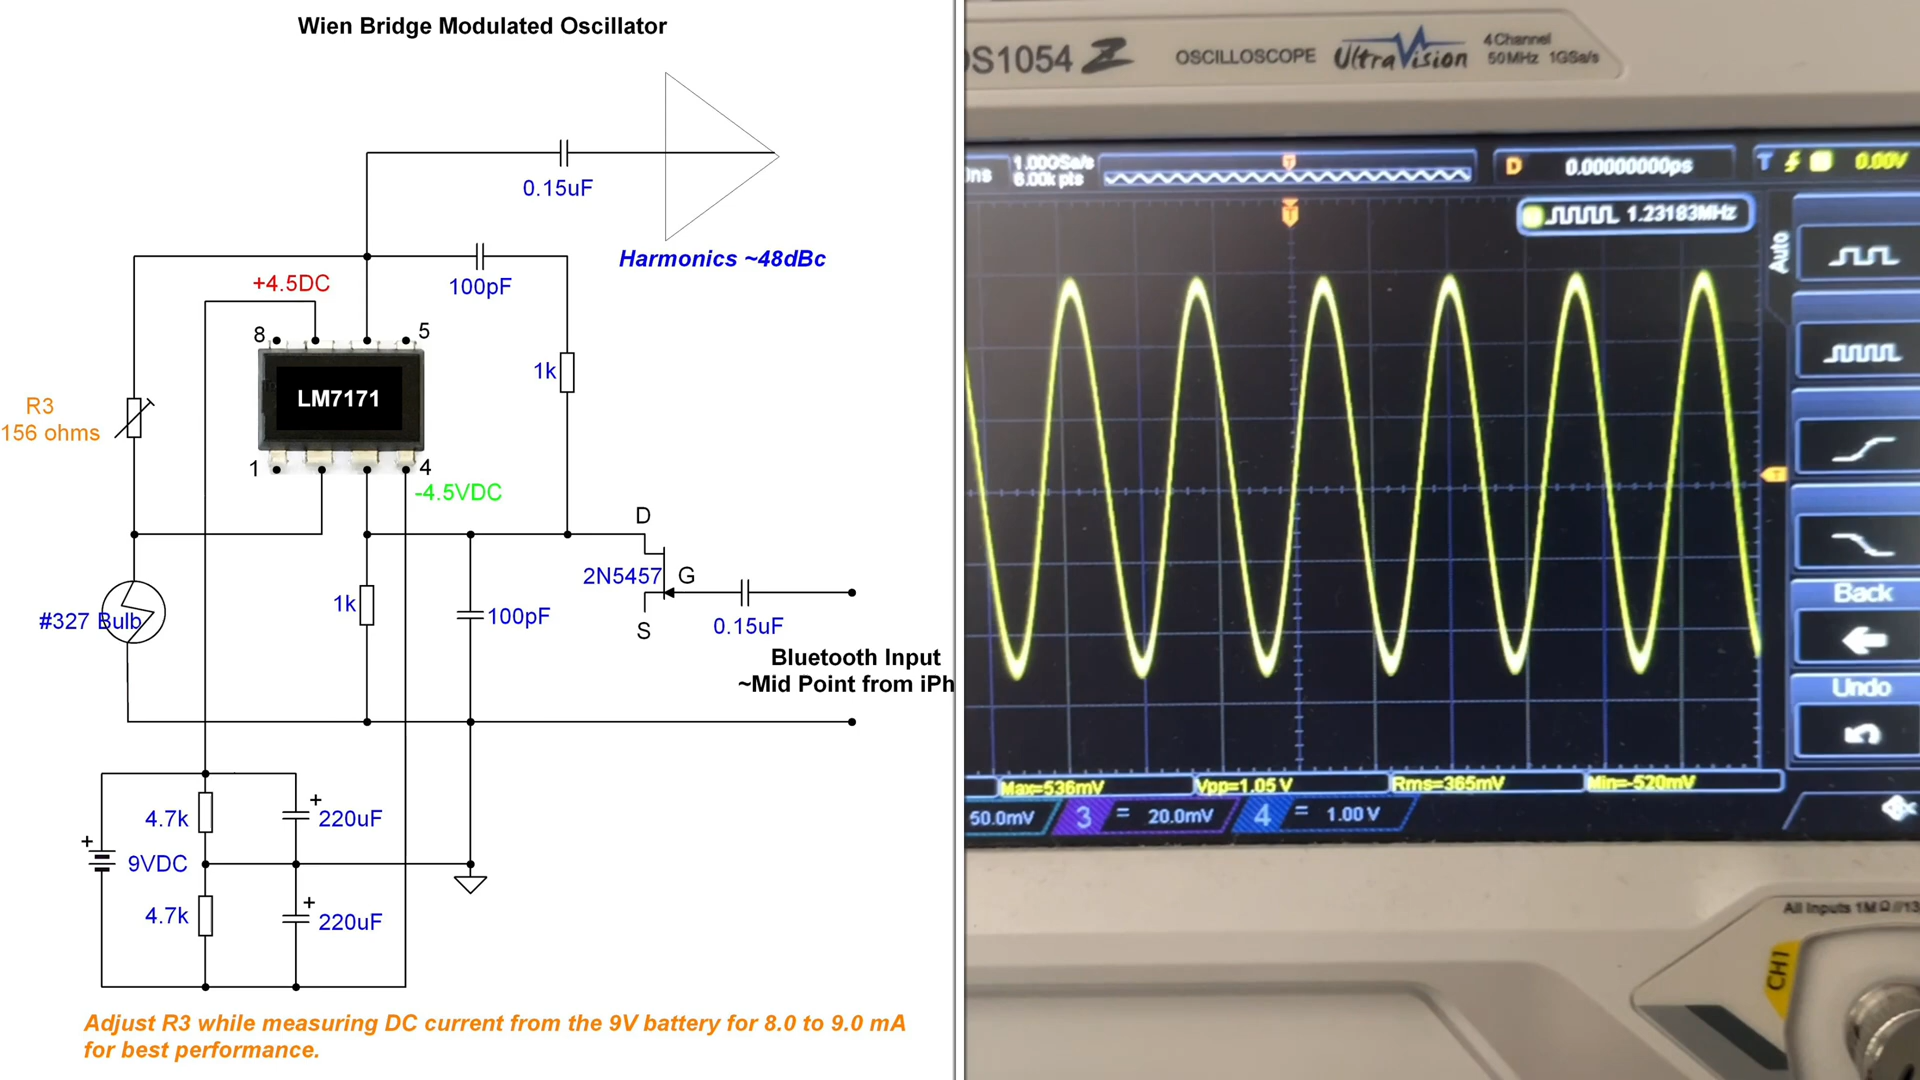 Wien Bridge Modulated Oscillator
0.15uF
Harmonics ~48dBc
+4.5DC
100pF
8
5
1k
LM7171
R3
156 ohms
1
4
-4.5VDC
D
2N5457
G
1k
100pF
S
0.15uF
#327 Bulb
Bluetooth Input
~Mid Point from iPh
+
4.7k
220uF
+
9VDC
+
4.7k
220uF
Adjust R3 while measuring DC current from the 9V battery for 8.0 to 9.0 mA
for best performance.
S1054 Z
OSCILLOSCOPE
UltraVision
4 Channel
50MHz 1GSa/s
1.00GSa/s
6.00k pts
D
0.00000000ps
T
0.00V
T
1.23183MHz
Auto
T
Back
Undo
Max=536mV
Vpp=1.05 V
Rms=365mV
Min=-520mV
50.0mV
3 = 20.0mV
4 = 1.00 V
All Inputs 1MΩ//13
CH1